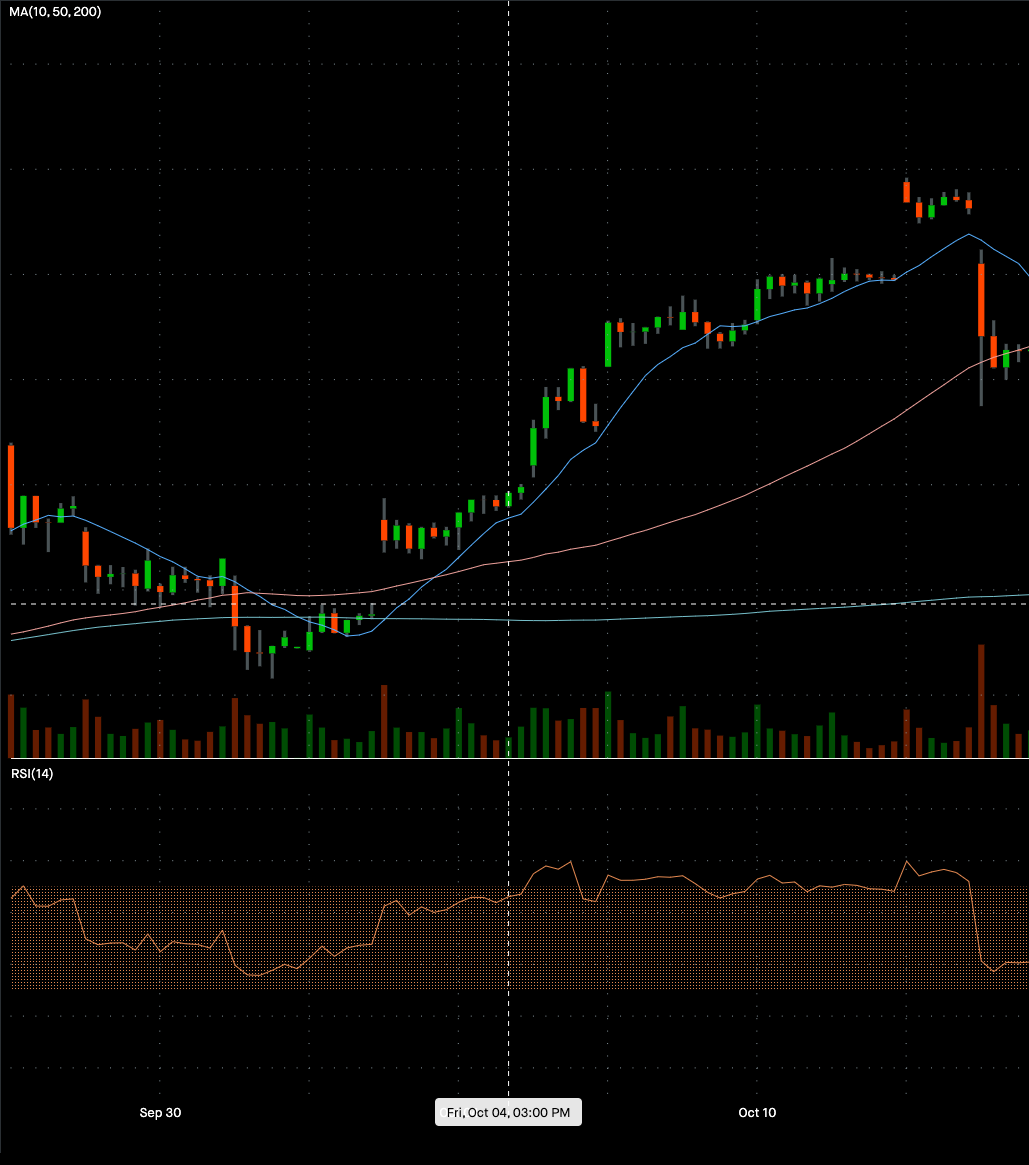 MA(10, 50, 200)
RSI(14)
Sep 30
Fri, Oct 04, 03:00 PM
Oct 10